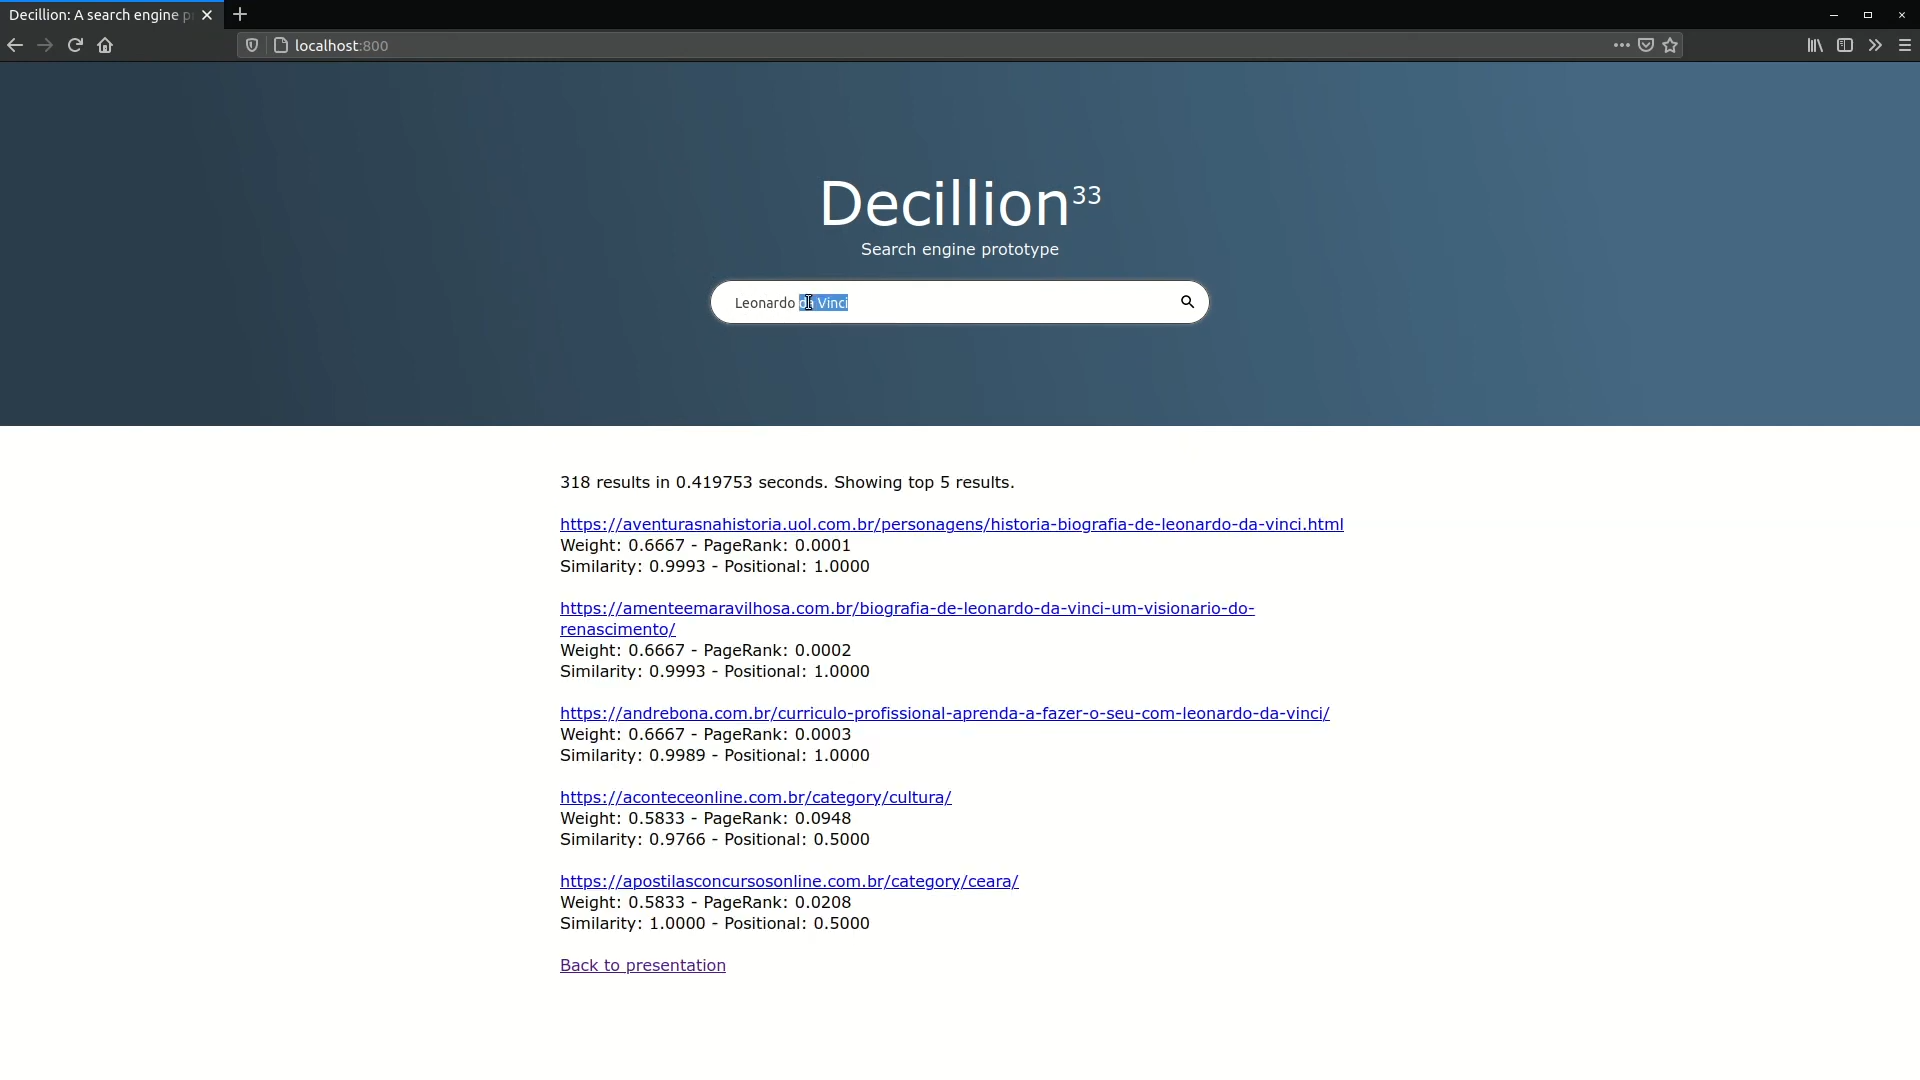 Decillion: A search engine p
localhost:800
Decillion33
Search engine prototype
Leonardo da Vinci
318 results in 0.419753 seconds. Showing top 5 results.
https://aventurasnahistoria.uol.com.br/personagens/historia-biografia-de-leonardo-da-vinci.html
Weight: 0.6667 - PageRank: 0.0001
Similarity: 0.9993 - Positional: 1.0000
https://amenteemaravilhosa.com.br/biografia-de-leonardo-da-vinci-um-visionario-do-
renascimento/
Weight: 0.6667 - PageRank: 0.0002
Similarity: 0.9993 - Positional: 1.0000
https://andrebona.com.br/curriculo-profissional-aprenda-a-fazer-o-seu-com-leonardo-da-vinci/
Weight: 0.6667 - PageRank: 0.0003
Similarity: 0.9989 - Positional: 1.0000
https://aconteceonline.com.br/category/cultura/
Weight: 0.5833 - PageRank: 0.0948
Similarity: 0.9766 - Positional: 0.5000
https://apostilasconcursosonline.com.br/category/ceara/
Weight: 0.5833 - PageRank: 0.0208
Similarity: 1.0000 - Positional: 0.5000
Back to presentation